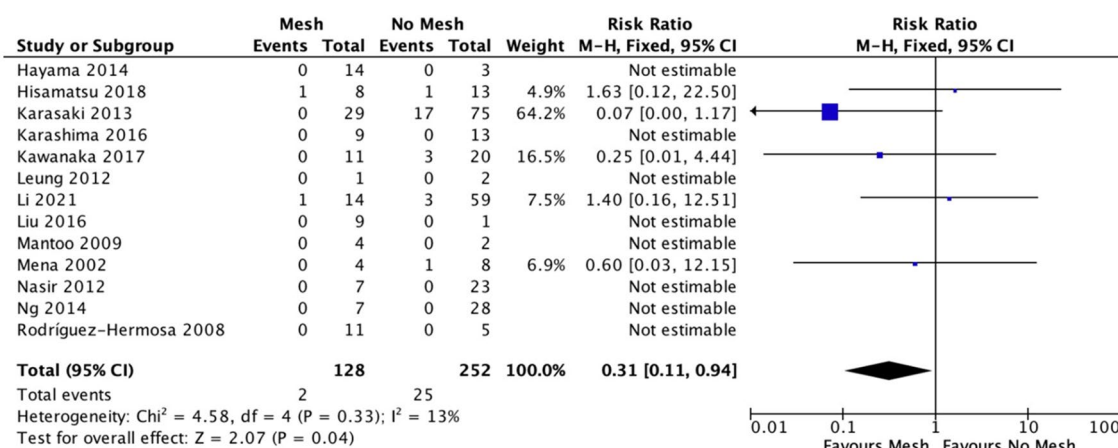 Mesh No Mesh Risk Ratio Risk Ratio
Study or Subgroup Events Total Events Total Weight M-H, Fixed, 95% CI M-H, Fixed, 95% CI
Hayama 2014 0 14 0 3 Not estimable
Hisamatsu 2018 1 8 1 13 4.9% 1.63 [0.12, 22.50]
Karasaki 2013 0 29 17 75 64.2% 0.07 [0.00, 1.17]
Karashima 2016 0 9 0 13 Not estimable
Kawanaka 2017 0 11 3 20 16.5% 0.25 [0.01, 4.44]
Leung 2012 0 1 0 2 Not estimable
Li 2021 1 14 3 59 7.5% 1.40 [0.16, 12.51]
Liu 2016 0 9 0 1 Not estimable
Mantoo 2009 0 4 0 2 Not estimable
Mena 2002 0 4 1 8 6.9% 0.60 [0.03, 12.15]
Nasir 2012 0 7 0 23 Not estimable
Ng 2014 0 7 0 28 Not estimable
Rodríguez-Hermosa 2008 0 11 0 5 Not estimable
Total (95% CI) 128 252 100.0% 0.31 [0.11, 0.94]
Total events 2 25
Heterogeneity: Chi² = 4.58, df = 4 (P = 0.33); I² = 13%
Test for overall effect: Z = 2.07 (P = 0.04)
0.01 0.1 1 10 100
Favours Mesh Favours No Mesh